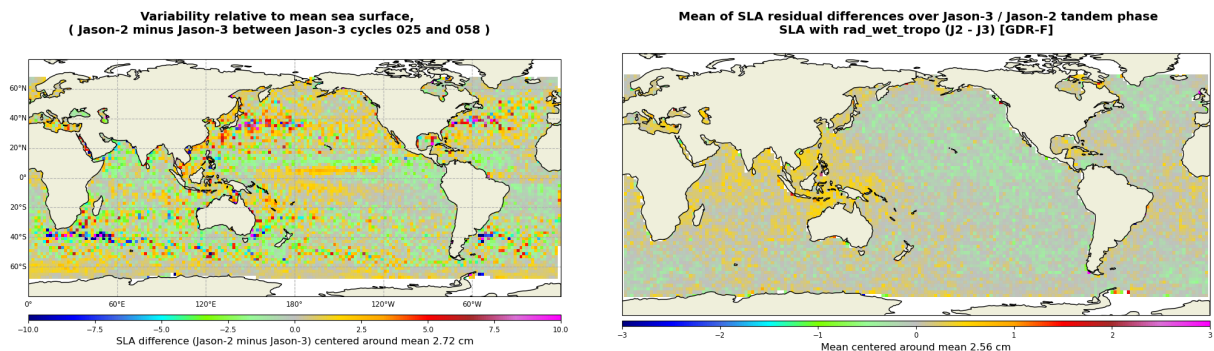 Variability relative to mean sea surface,
( Jason-2 minus Jason-3 between Jason-3 cycles 025 and 058 )
60°N
40°N
20°N
0°
20°S
40°S
60°S
0°
60°E
120°E
180°
120°W
60°W
−10.0
−7.5
−5.0
−2.5
0.0
2.5
5.0
7.5
10.0
SLA difference (Jason-2 minus Jason-3) centered around mean 2.72 cm
Mean of SLA residual differences over Jason-3 / Jason-2 tandem phase
SLA with rad_wet_tropo (J2 - J3) [GDR-F]
−3
−2
−1
0
1
2
3
Mean centered around mean 2.56 cm